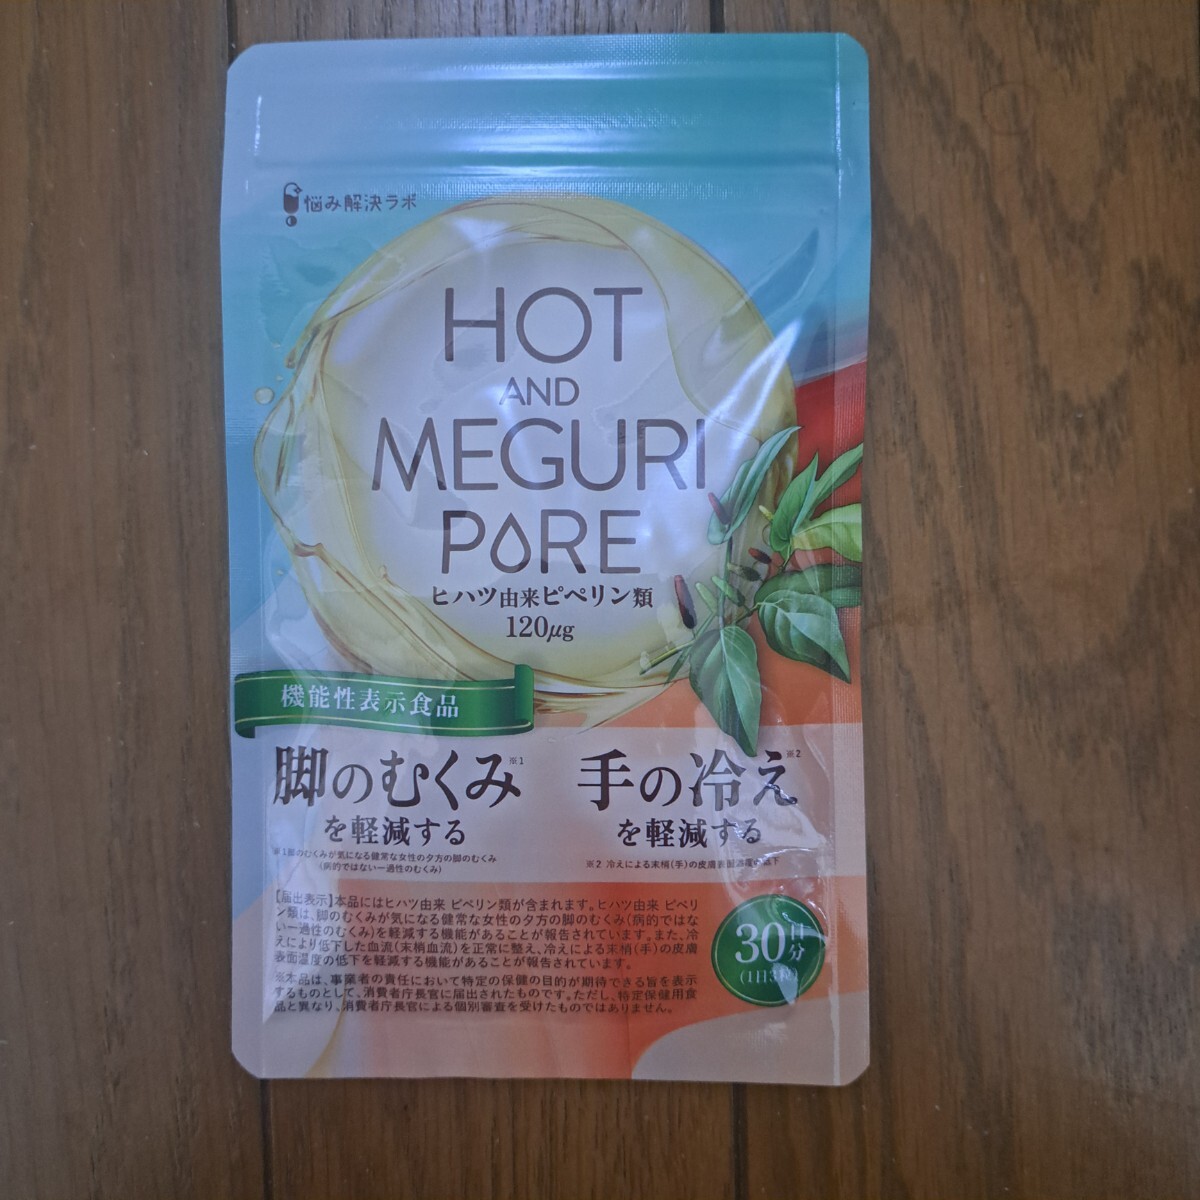 悩み解決ラボ
HOT
AND
MEGURI
PORE
ヒハツ由来ピペリン類
120μg
機能性表示食品
脚のむくみ※1
を軽減する
※1脚のむくみが気になる健常な女性の夕方の脚のむくみ
(病的ではない一過性のむくみ)
手の冷え※2
を軽減する
※2 冷えによる末梢(手)の皮膚表面温度の低下
【届出表示】本品にはヒハツ由来 ピペリン類が含まれます。ヒハツ由来 ピペリ
ン類は、脚のむくみが気になる健常な女性の夕方の脚のむくみ(病的ではな
い一過性のむくみ)を軽減する機能があることが報告されています。また、冷
えにより低下した血流(末梢血流)を正常に整え、冷えによる末梢(手)の皮膚
表面温度の低下を軽減する機能があることが報告されています。
※本品は、事業者の責任において特定の保健の目的が期待できる旨を表示
するものとして、消費者庁長官に届出されたものです。ただし、特定保健用食
品と異なり、消費者庁長官による個別審査を受けたものではありません。
30日分
(1日3粒)